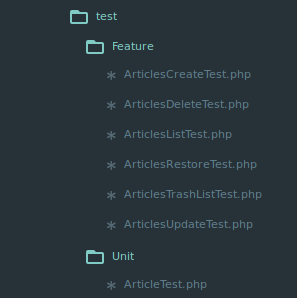 test
Feature
ArticlesCreateTest.php
ArticlesDeleteTest.php
ArticlesListTest.php
ArticlesRestoreTest.php
ArticlesTrashListTest.php
ArticlesUpdateTest.php
Unit
ArticleTest.php